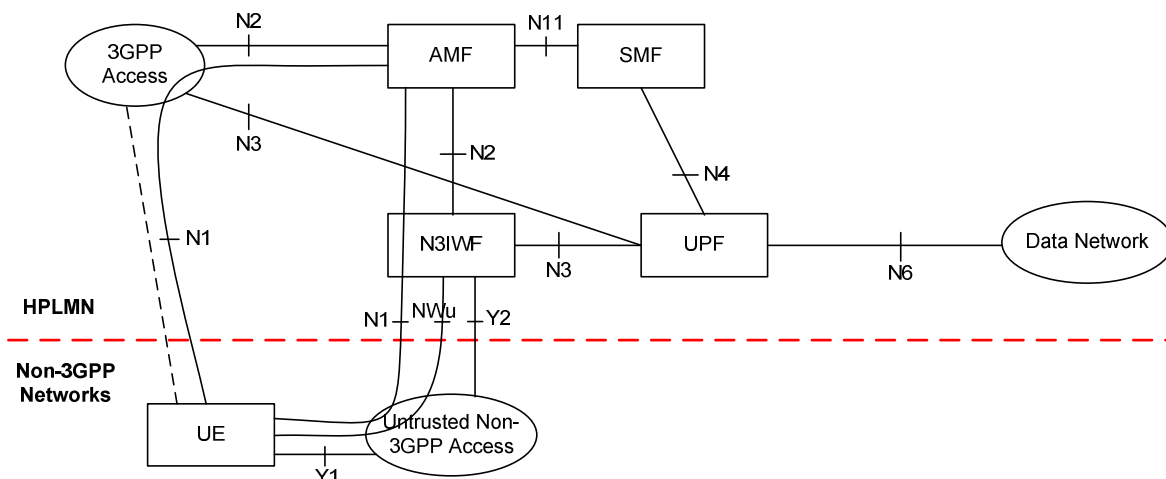 N2
N11
3GPP
Access
AMF
SMF
N3
N2
N4
N1
N3IWF
UPF
Data Network
N3
N6
HPLMN
N1
NWu
Y2
Non-3GPP
Networks
UE
Untrusted Non-
3GPP Access
Y1